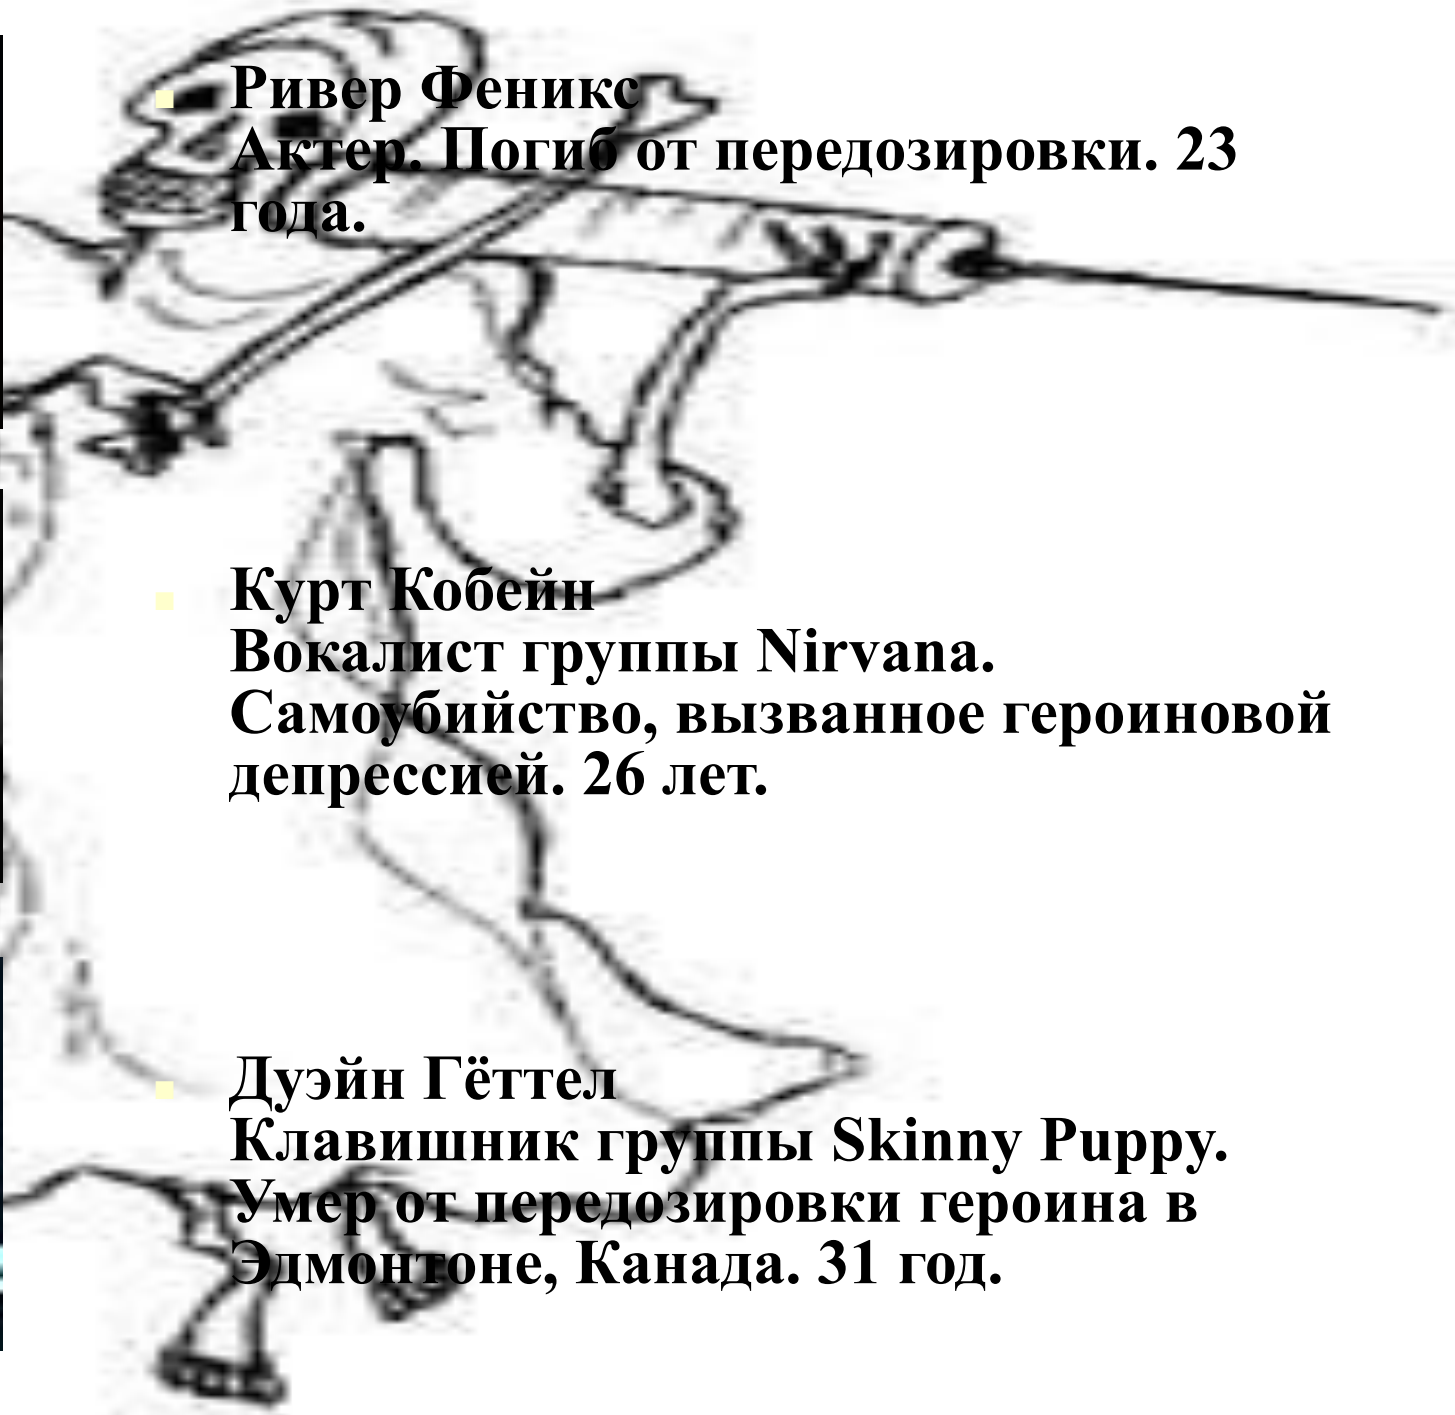 Ривер Феникс
Актер. Погиб от передозировки. 23
года.
Курт Кобейн
Вокалист группы Nirvana.
Самоубийство, вызванное героиновой
депрессией. 26 лет.
Дуэйн Гёттел
Клавишник группы Skinny Puppy.
Умер от передозировки героина в
Эдмонтоне, Канада. 31 год.